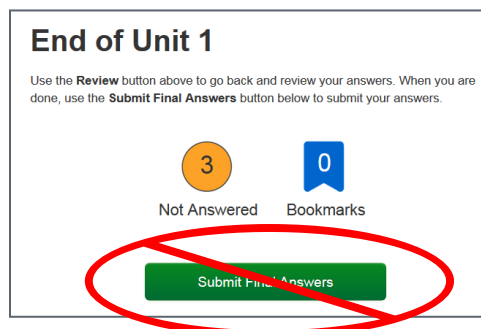 End of Unit 1
Use the Review button above to go back and review your answers. When you are
done, use the Submit Final Answers button below to submit your answers.
3
0
Not Answered
Bookmarks
Submit Final Answers